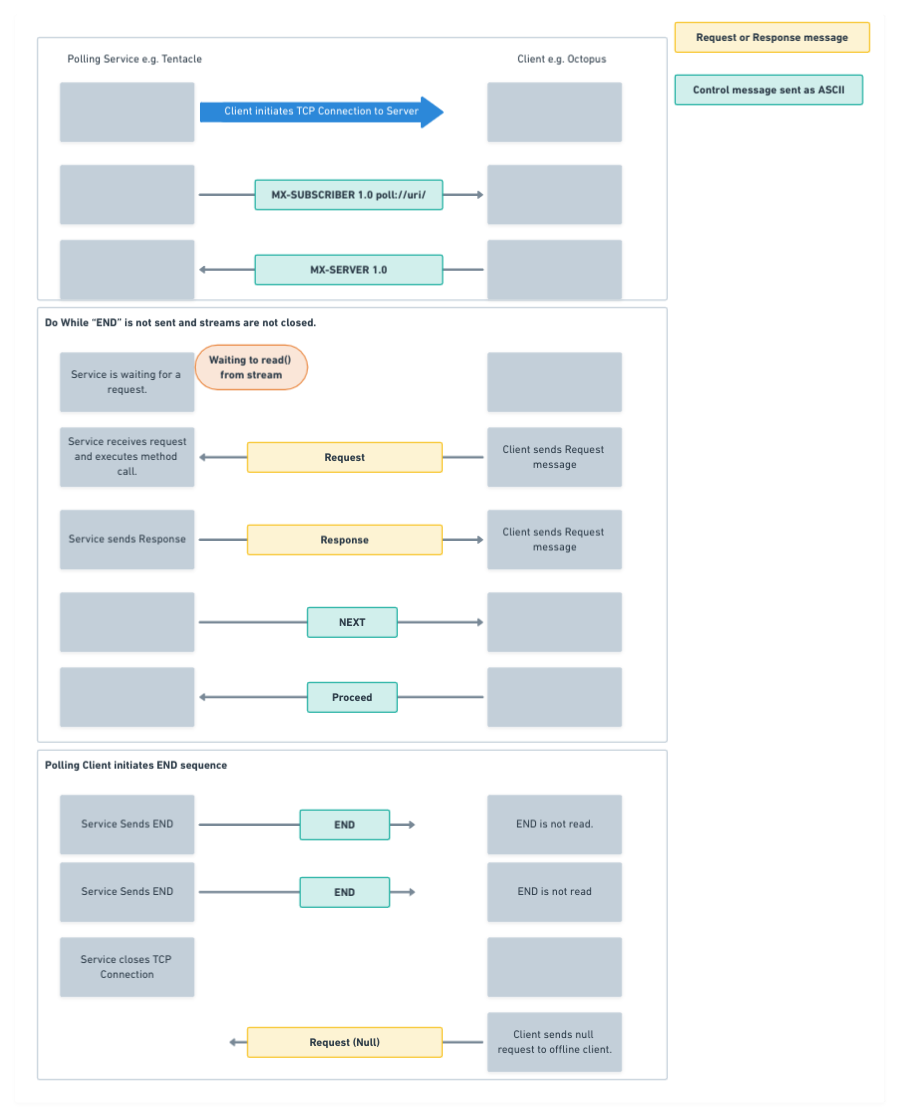 Request or Response message
Polling Service e.g. Tentacle
Client e.g. Octopus
Control message sent as ASCII
Client initiates TCP Connection to Server
MX-SUBSCRIBER 1.0 poll://uri/
MX-SERVER 1.0
Do While “END” is not sent and streams are not closed.
Service is waiting for a
request.
Waiting to read()
from stream
Service receives request
and executes method
call.
Request
Client sends Request
message
Service sends Response
Response
Client sends Request
message
NEXT
Proceed
Polling Client initiates END sequence
Service Sends END
END
END is not read.
Service Sends END
END
END is not read
Service closes TCP
Connection
Request (Null)
Client sends null
request to offline client.